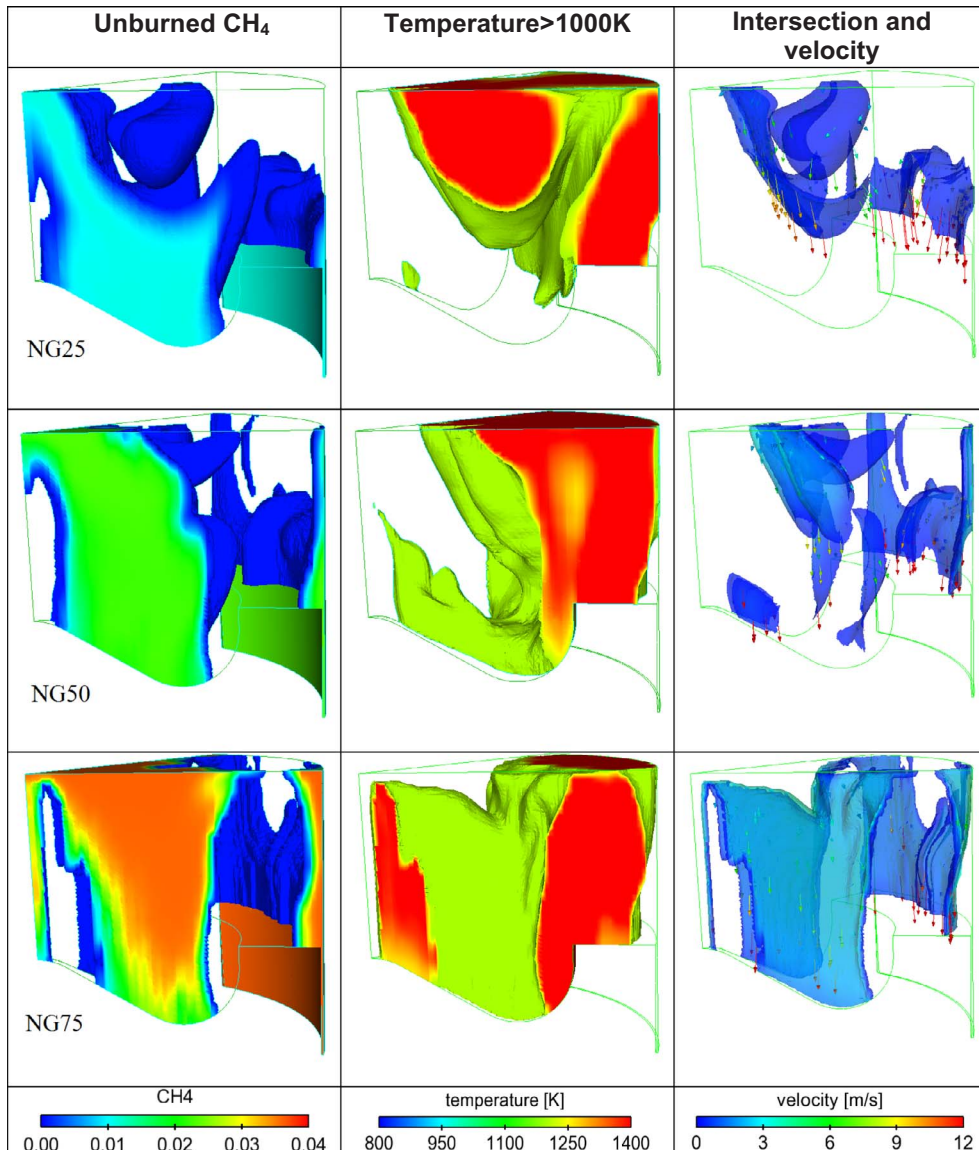 Unburned CH₄
Temperature>1000K
Intersection and
velocity
NG25
NG50
NG75
CH4
0.00 0.01 0.02 0.03 0.04
temperature [K]
800 950 1100 1250 1400
velocity [m/s]
0 3 6 9 12